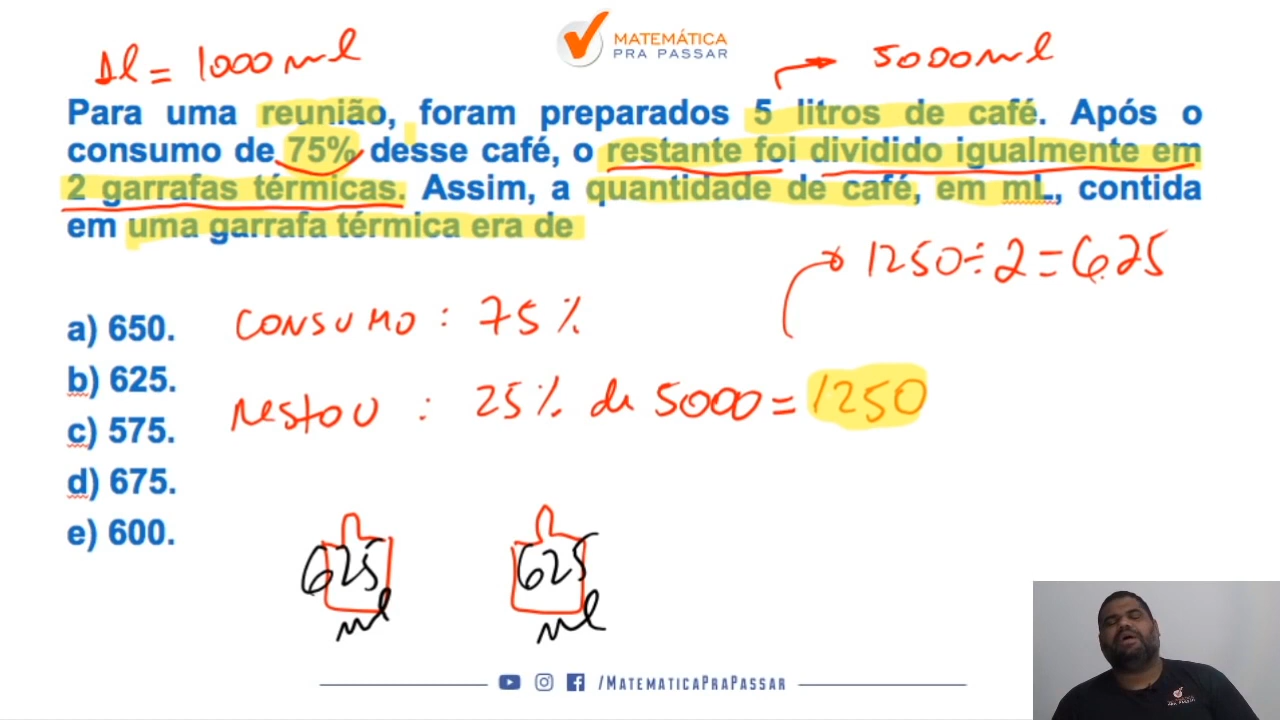 MATEMÁTICA
PRA PASSAR
1l = 1000 ml
5000 ml
Para uma reunião, foram preparados 5 litros de café. Após o
consumo de 75% desse café, o restante foi dividido igualmente em
2 garrafas térmicas. Assim, a quantidade de café, em mL, contida
em uma garrafa térmica era de
1250÷2=625
a) 650.
CONSUMO : 75%
b) 625.
RESTOU : 25% de 5000 = 1250
c) 575.
d) 675.
e) 600.
625
ml
625
ml
/MATEMATICAPRAPASSAR